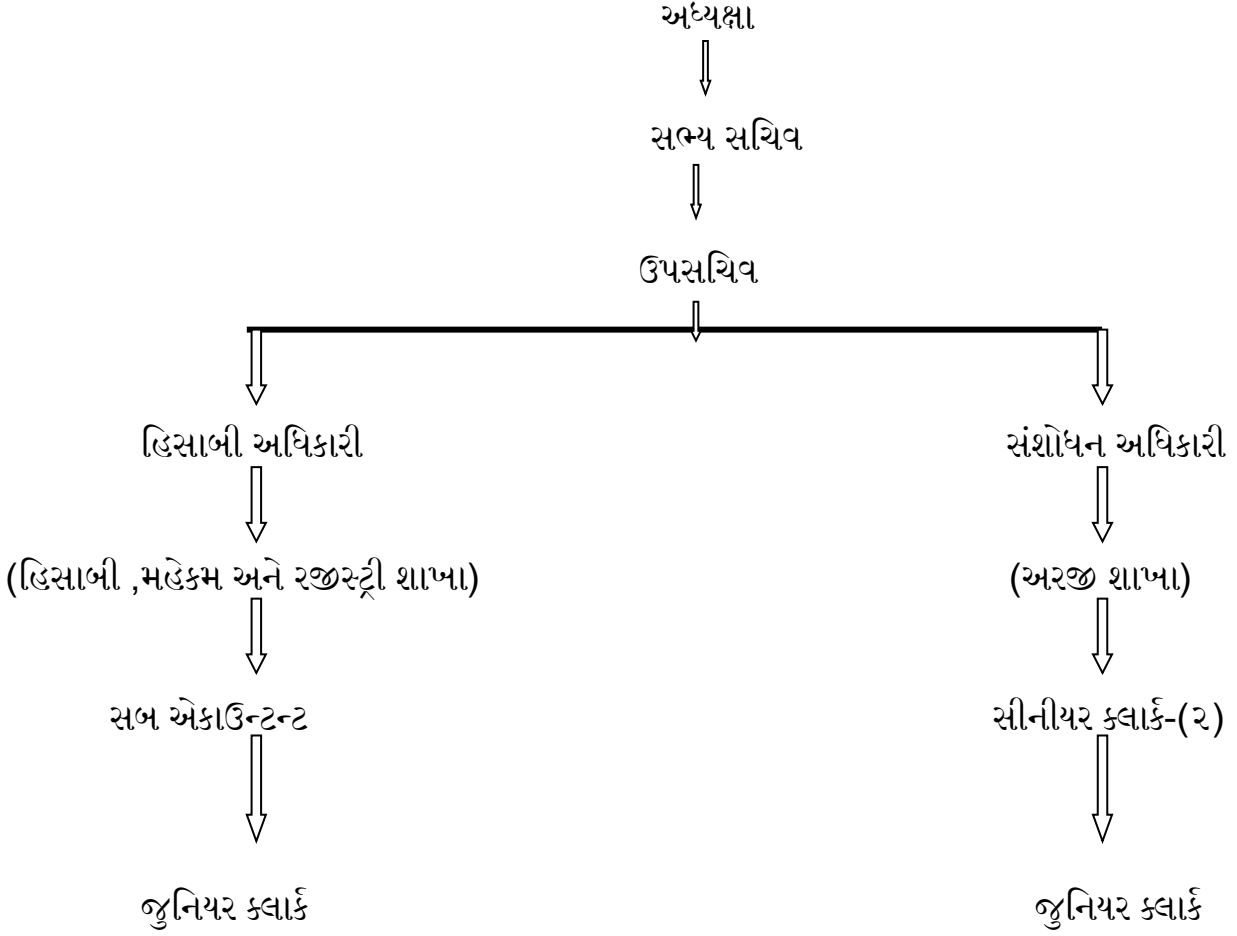 અધ્યક્ષા
સભ્ય સચિવ
ઉપસચિવ
હિસાબી અધિકારી
સંશોધન અધિકારી
(હિસાબી ,મહેકમ અને રજીસ્ટ્રી શાખા)
(અરજી શાખા)
સબ એકાઉન્ટન્ટ
સીનીયર ક્લાર્ક-(૨)
જુનિયર ક્લાર્ક
જુનિયર ક્લાર્ક